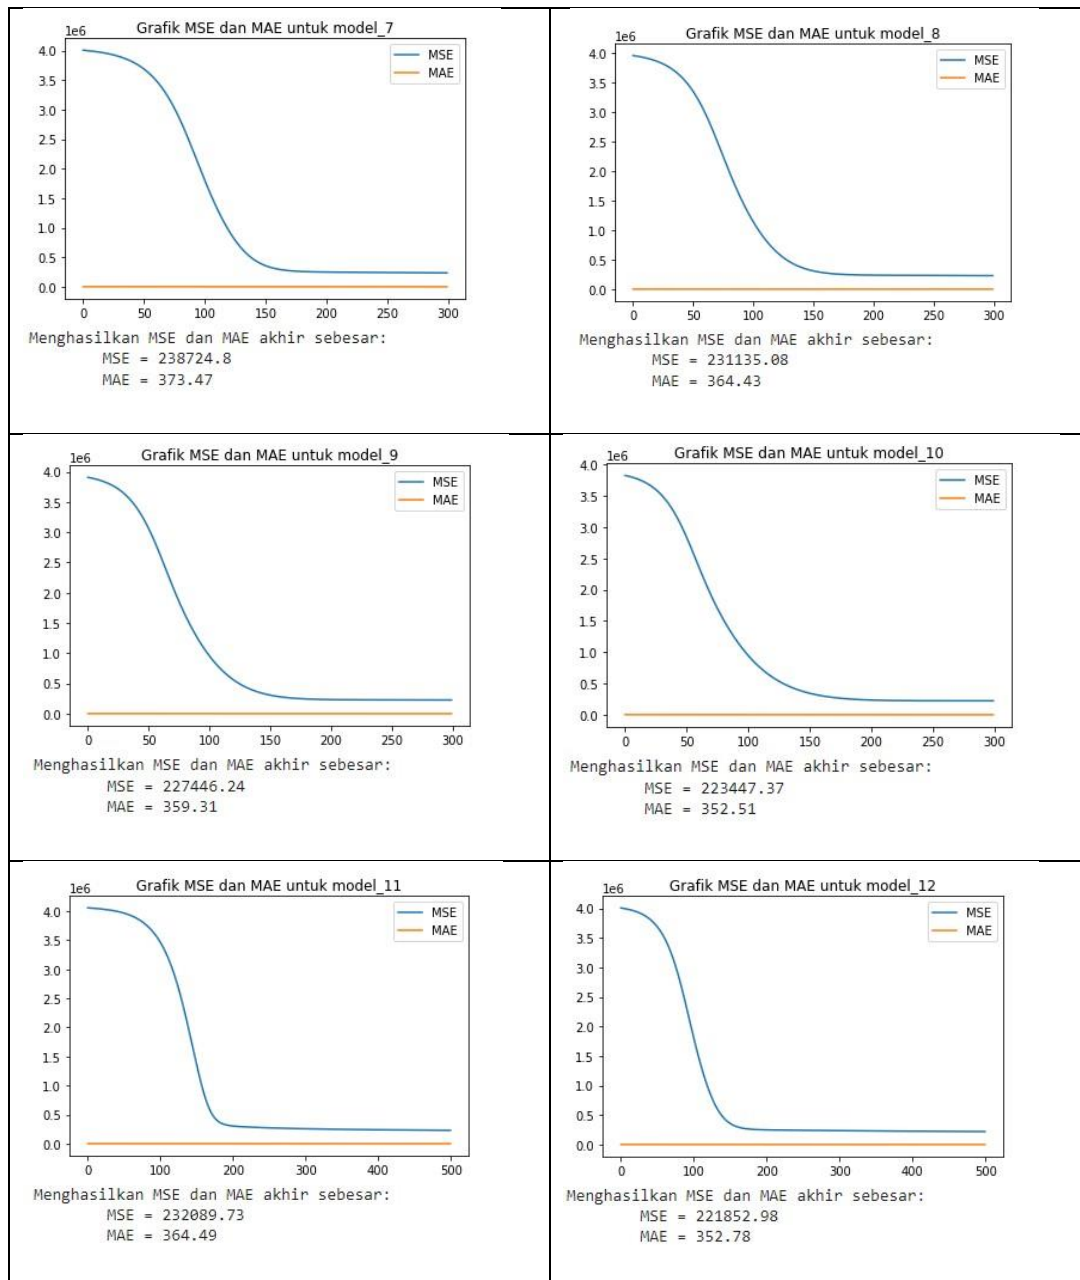 Grafik MSE dan MAE untuk model_7
1e6
MSE
MAE
4.0
3.5
3.0
2.5
2.0
1.5
1.0
0.5
0.0
0 50 100 150 200 250 300
Menghasilkan MSE dan MAE akhir sebesar:
MSE = 238724.8
MAE = 373.47
Grafik MSE dan MAE untuk model_8
1e6
MSE
MAE
4.0
3.5
3.0
2.5
2.0
1.5
1.0
0.5
0.0
0 50 100 150 200 250 300
Menghasilkan MSE dan MAE akhir sebesar:
MSE = 231135.08
MAE = 364.43
Grafik MSE dan MAE untuk model_9
1e6
MSE
MAE
4.0
3.5
3.0
2.5
2.0
1.5
1.0
0.5
0.0
0 50 100 150 200 250 300
Menghasilkan MSE dan MAE akhir sebesar:
MSE = 227446.24
MAE = 359.31
Grafik MSE dan MAE untuk model_10
1e6
MSE
MAE
4.0
3.5
3.0
2.5
2.0
1.5
1.0
0.5
0.0
0 50 100 150 200 250 300
Menghasilkan MSE dan MAE akhir sebesar:
MSE = 223447.37
MAE = 352.51
Grafik MSE dan MAE untuk model_11
1e6
MSE
MAE
4.0
3.5
3.0
2.5
2.0
1.5
1.0
0.5
0.0
0 100 200 300 400 500
Menghasilkan MSE dan MAE akhir sebesar:
MSE = 232089.73
MAE = 364.49
Grafik MSE dan MAE untuk model_12
1e6
MSE
MAE
4.0
3.5
3.0
2.5
2.0
1.5
1.0
0.5
0.0
0 100 200 300 400 500
Menghasilkan MSE dan MAE akhir sebesar:
MSE = 221852.98
MAE = 352.78